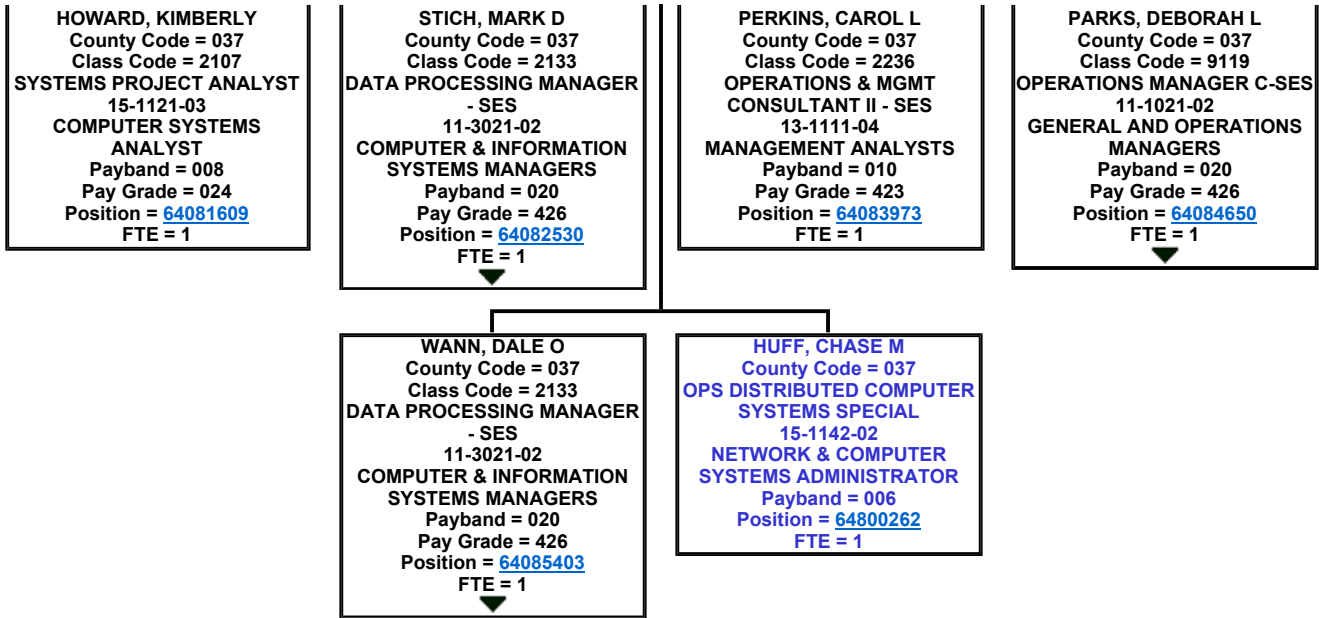 HOWARD, KIMBERLY
County Code = 037
Class Code = 2107
SYSTEMS PROJECT ANALYST
15-1121-03
COMPUTER SYSTEMS
ANALYST
Payband = 008
Pay Grade = 024
Position = 64081609
FTE = 1
STICH, MARK D
County Code = 037
Class Code = 2133
DATA PROCESSING MANAGER
- SES
11-3021-02
COMPUTER & INFORMATION
SYSTEMS MANAGERS
Payband = 020
Pay Grade = 426
Position = 64082530
FTE = 1
PERKINS, CAROL L
County Code = 037
Class Code = 2236
OPERATIONS & MGMT
CONSULTANT II - SES
13-1111-04
MANAGEMENT ANALYSTS
Payband = 010
Pay Grade = 423
Position = 64083973
FTE = 1
PARKS, DEBORAH L
County Code = 037
Class Code = 9119
OPERATIONS MANAGER C-SES
11-1021-02
GENERAL AND OPERATIONS
MANAGERS
Payband = 020
Pay Grade = 426
Position = 64084650
FTE = 1
WANN, DALE O
County Code = 037
Class Code = 2133
DATA PROCESSING MANAGER
- SES
11-3021-02
COMPUTER & INFORMATION
SYSTEMS MANAGERS
Payband = 020
Pay Grade = 426
Position = 64085403
FTE = 1
HUFF, CHASE M
County Code = 037
OPS DISTRIBUTED COMPUTER
SYSTEMS SPECIAL
15-1142-02
NETWORK & COMPUTER
SYSTEMS ADMINISTRATOR
Payband = 006
Position = 64800262
FTE = 1